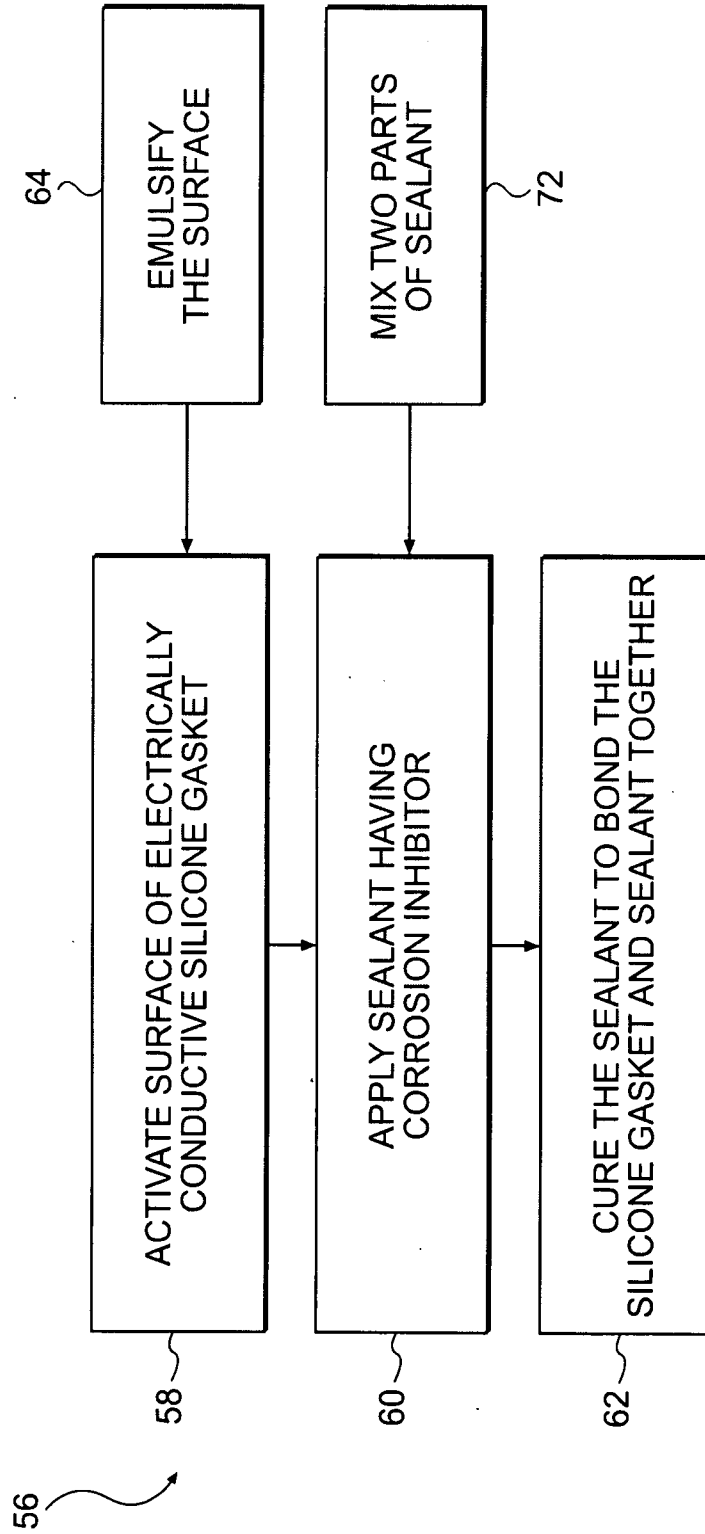 56
58
ACTIVATE SURFACE OF ELECTRICALLY
CONDUCTIVE SILICONE GASKET
64
EMULSIFY
THE SURFACE
60
APPLY SEALANT HAVING
CORROSION INHIBITOR
MIX TWO PARTS
OF SEALANT
72
62
CURE THE SEALANT TO BOND THE
SILICONE GASKET AND SEALANT TOGETHER